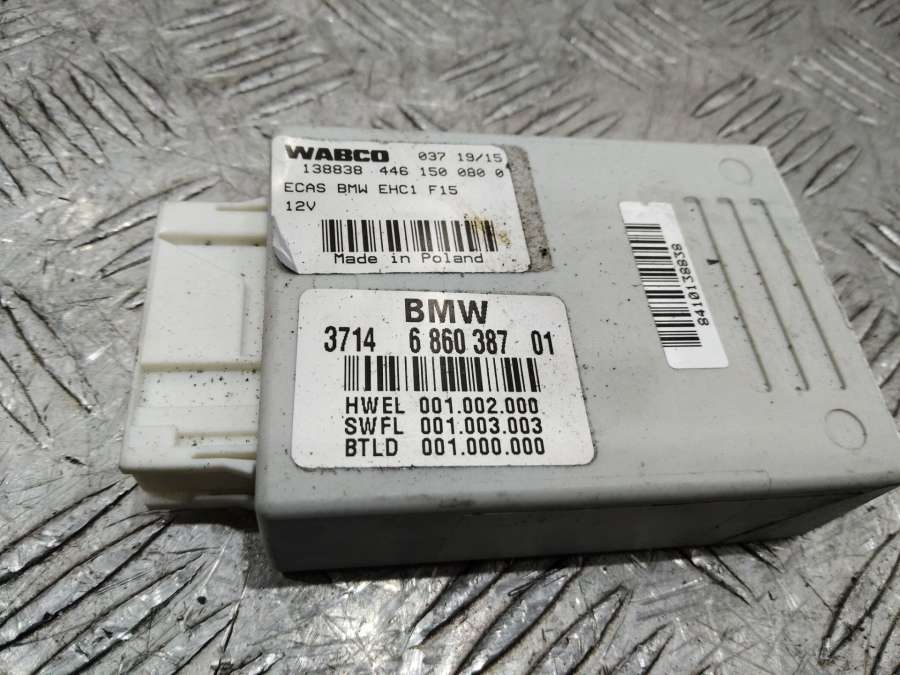 WABCO 037 19/15
138838 446 150 080 0
ECAS BMW EHC1 F15
12V
Made in Poland
BMW
3714 6 860 387 01
HWEL 001.002.000
SWFL 001.003.003
BTLD 001.000.000
8410138838